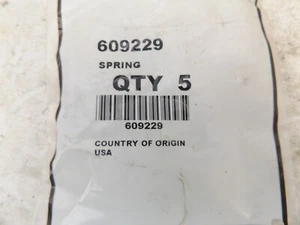 609229
SPRING
QTY 5
609229
COUNTRY OF ORIGIN
USA